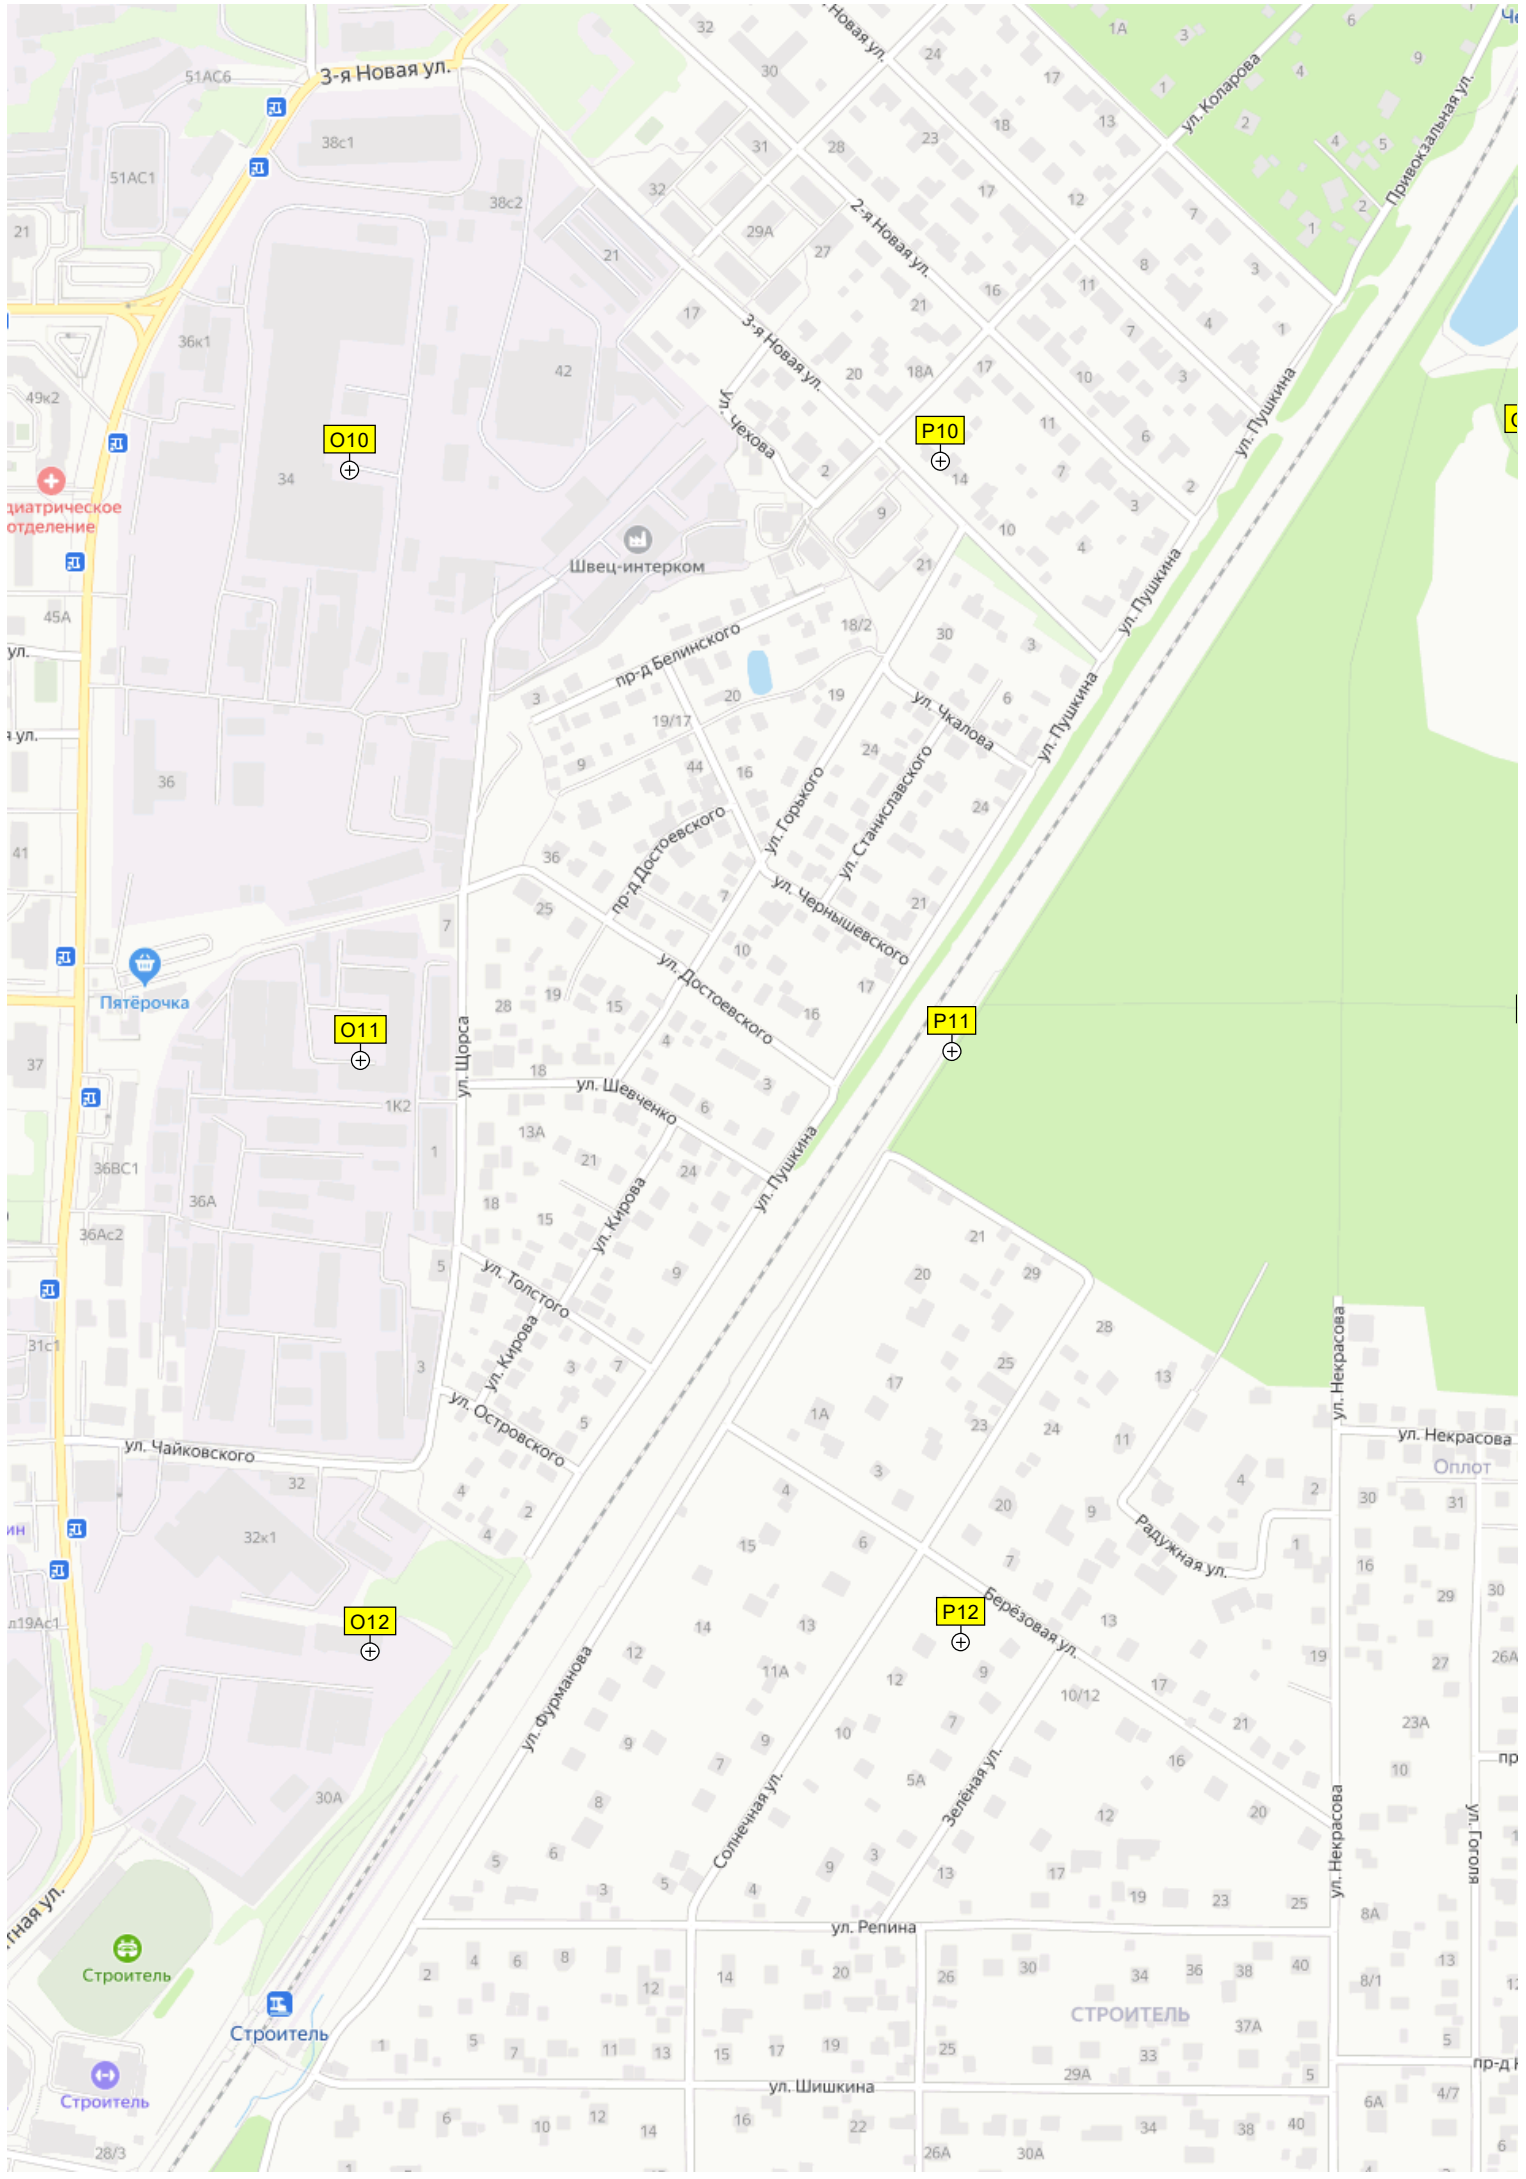 32
Новая ул.
24
1А
3
6
9
51АС6
3-я Новая ул.
30
17
1
4
ул. Коларова
38с1
31
28
23
18
13
2
4
5
Привокзальная ул.
51АС1
38с2
32
17
12
7
2
1
21
29А
27
2-я Новая ул.
21
8
3
36к1
17
3-я Новая ул.
16
11
21
7
4
1
49к2
42
20
18А
17
10
3
ул. Пушкина
ул. Чехова
О10
Р10
11
6
34
2
14
7
2
диатрическое
отделение
9
10
3
4
Швец-интерком
21
ул. Пушкина
45А
ул.
пр-д Белинского
18/2
30
3
3
20
19
6
ул. Чкалова
ул. Пушкина
19/17
ул.
9
44
16
24
36
ул. Горького
ул. Станиславского
24
пр-д Достоевского
41
36
25
7
ул. Чернышевского
21
7
10
ул. Достоевского
Пятёрочка
28
19
15
17
16
О11
Р11
4
37
ул. Щорса
18
ул. Шевченко
3
1К2
6
13А
1
21
24
ул. Пушкина
36ВС1
36А
18
15
ул. Кирова
36Ас2
5
ул. Толстого
9
21
20
29
31с1
ул. Кирова
28
3
3
7
25
13
ул. Некрасова
17
ул. Островского
5
1А
23
24
11
ул. Чайковского
ул. Некрасова
Оплот
32
4
3
4
4
2
30
31
2
20
9
Радужная ул.
ин
32к1
4
15
6
7
1
16
29
30
О12
Р12
Берёзовая ул.
13
л19Ас1
14
13
12
11А
12
9
19
27
26А
10/12
17
ул. Фурманова
9
9
10
7
21
23А
7
5А
Зелёная ул.
16
10
пр
30А
8
Солнечная ул.
12
20
ул. Некрасова
ул. Гоголя
5
6
3
5
4
9
3
13
17
19
23
25
8А
тная ул.
ул. Репина
Строитель
2
4
6
8
12
14
20
26
30
34
36
38
40
8/1
13
СТРОИТЕЛЬ
37А
Строитель
1
5
7
11
13
15
17
19
25
33
29А
5
5
пр-д
Строитель
ул. Шишкина
6А
4/7
6
10
12
14
16
22
34
38
40
28/3
26А
30А
6